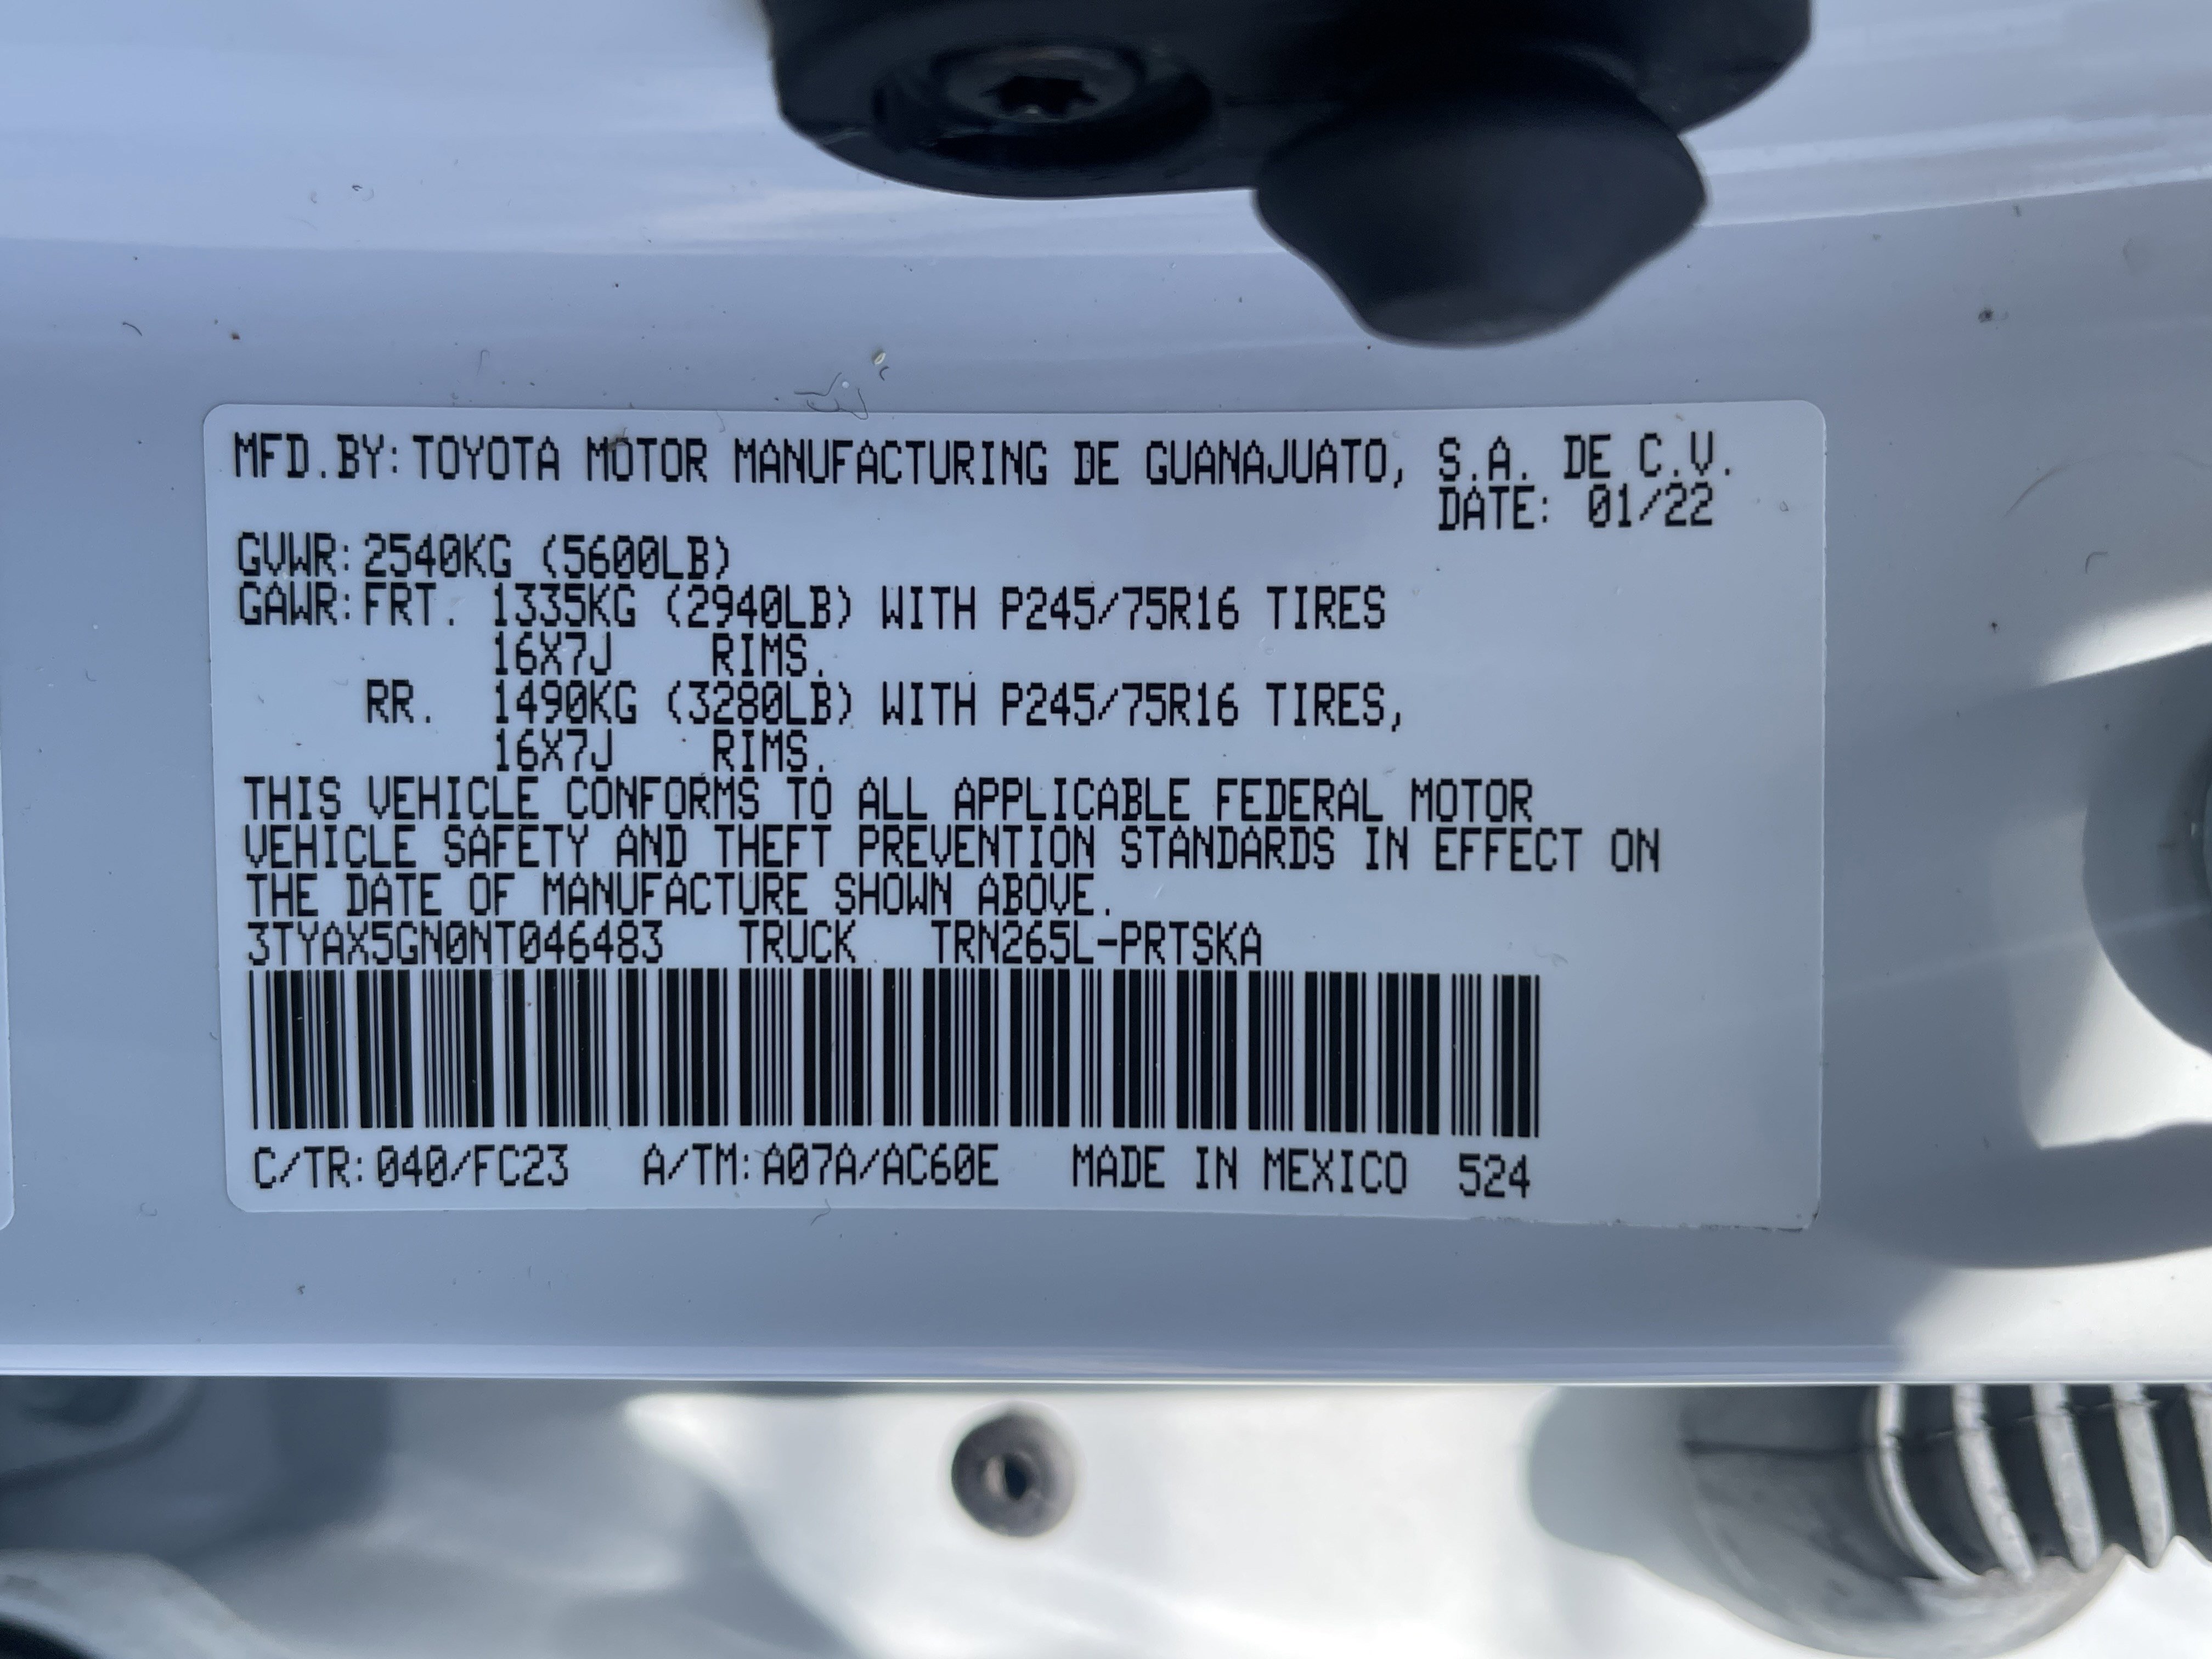 MFD.BY:TOYOTA MOTOR MANUFACTURING DE GUANAJUATO, S.A. DE C.V.
DATE: 01/22
GVWR:2540KG (5600LB)
GAWR:FRT. 1335KG (2940LB) WITH P245/75R16 TIRES
16X7J RIMS.
RR. 1490KG (3280LB) WITH P245/75R16 TIRES,
16X7J RIMS.
THIS VEHICLE CONFORMS TO ALL APPLICABLE FEDERAL MOTOR
VEHICLE SAFETY AND THEFT PREVENTION STANDARDS IN EFFECT ON
THE DATE OF MANUFACTURE SHOWN ABOVE.
3TYAX5GN0NT046483 TRUCK TRN265L-PRTSKA
C/TR:040/FC23 A/TM:A07A/AC60E MADE IN MEXICO 524